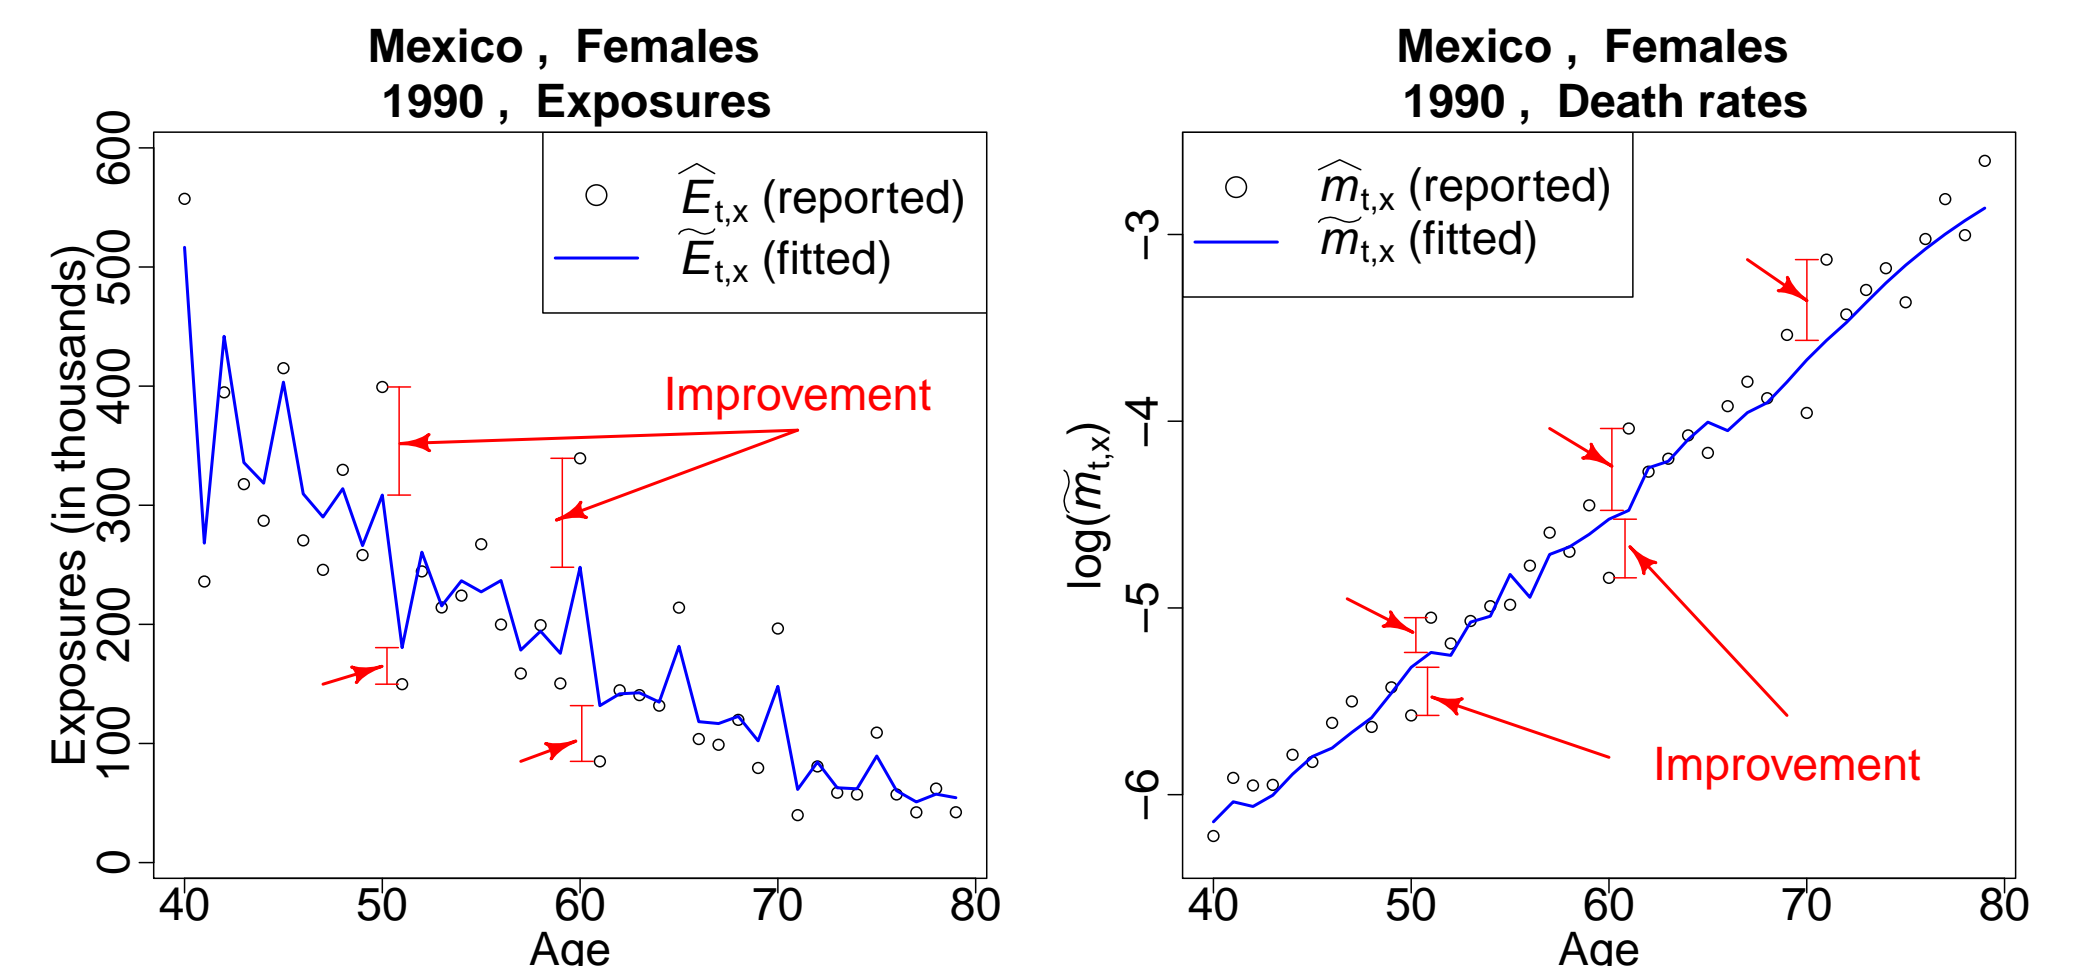 Mexico , Females
1990 , Exposures
Exposures (in thousands)
600
500
400
300
200
100
0
Ê_t,x (reported)
Ẽ_t,x (fitted)
Improvement
40 50 60 70 80
Age
Mexico , Females
1990 , Death rates
log(m̃_t,x)
−3
−4
−5
−6
m̂_t,x (reported)
m̃_t,x (fitted)
Improvement
40 50 60 70 80
Age